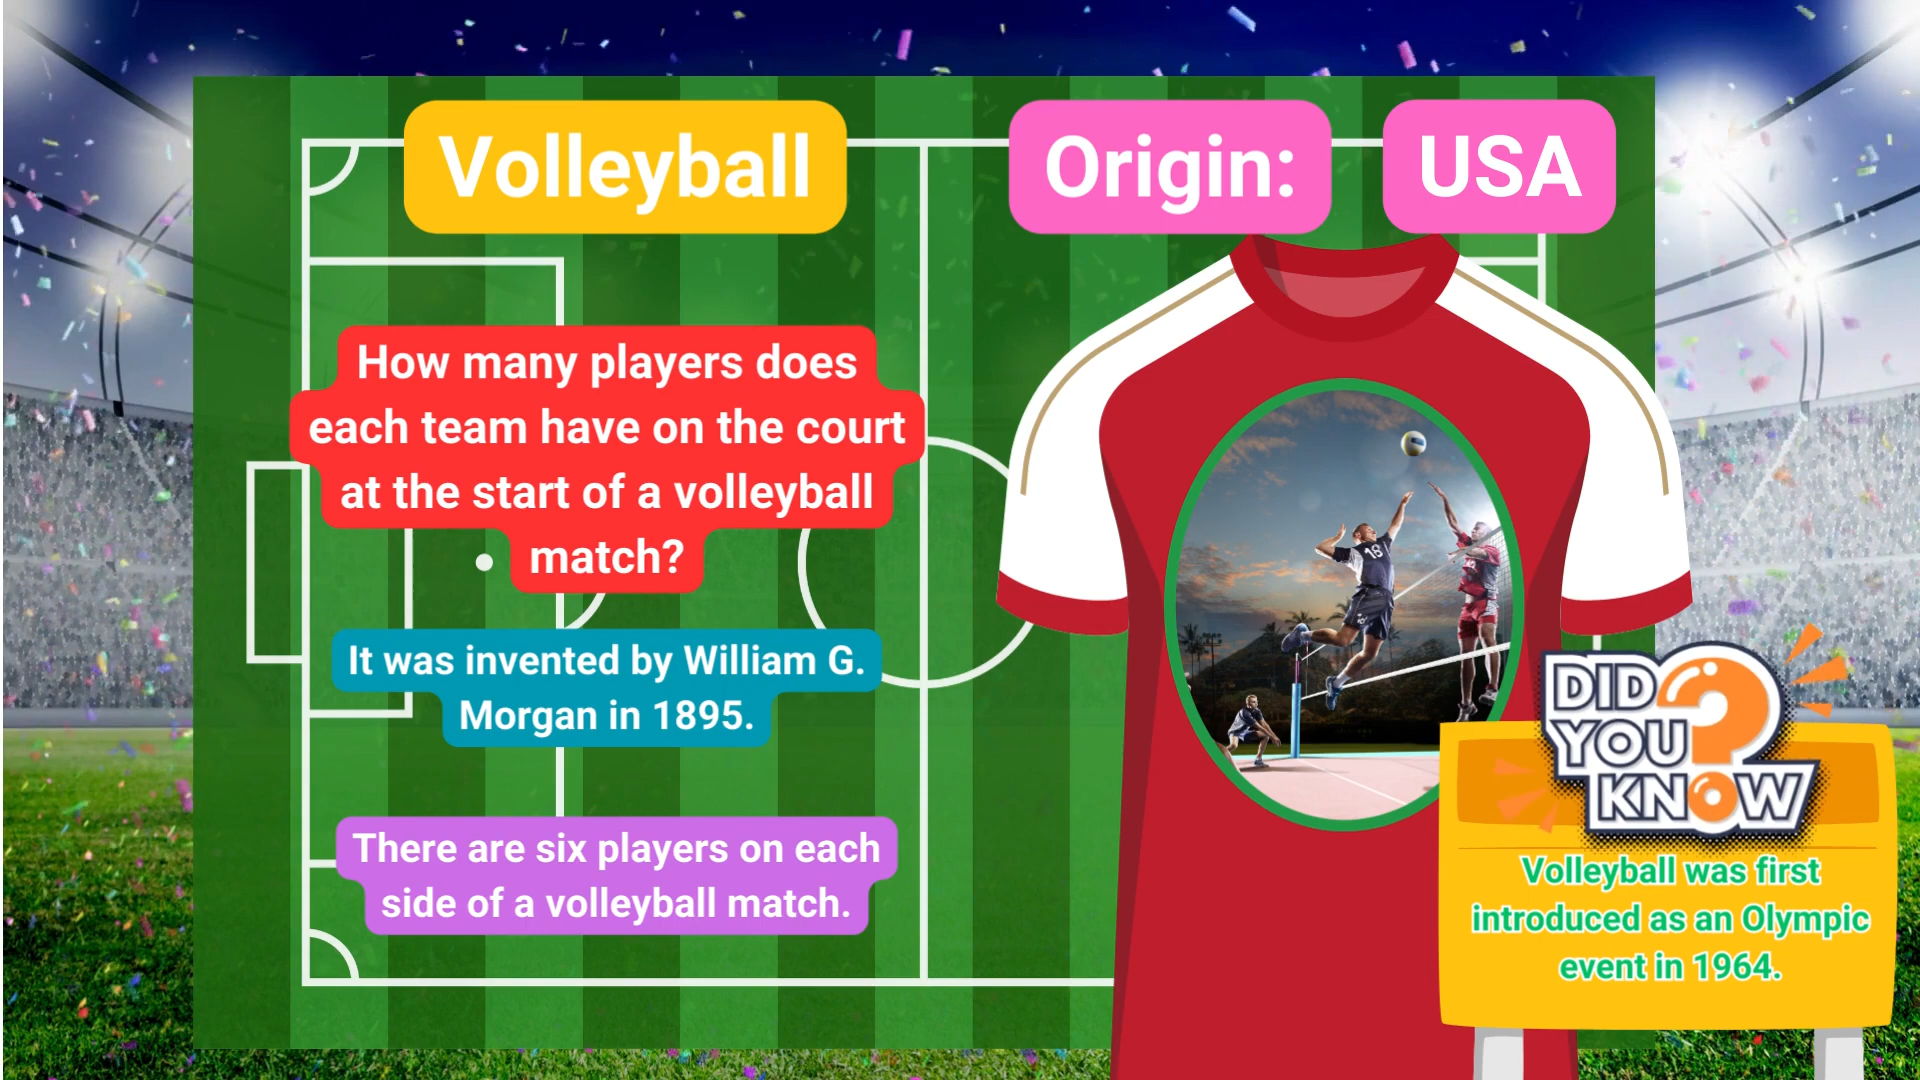 Volleyball
Origin:
USA
How many players does
each team have on the court
at the start of a volleyball
match?
It was invented by William G.
Morgan in 1895.
There are six players on each
side of a volleyball match.
18
DID
YOU
KNOW
?
Volleyball was first
introduced as an Olympic
event in 1964.